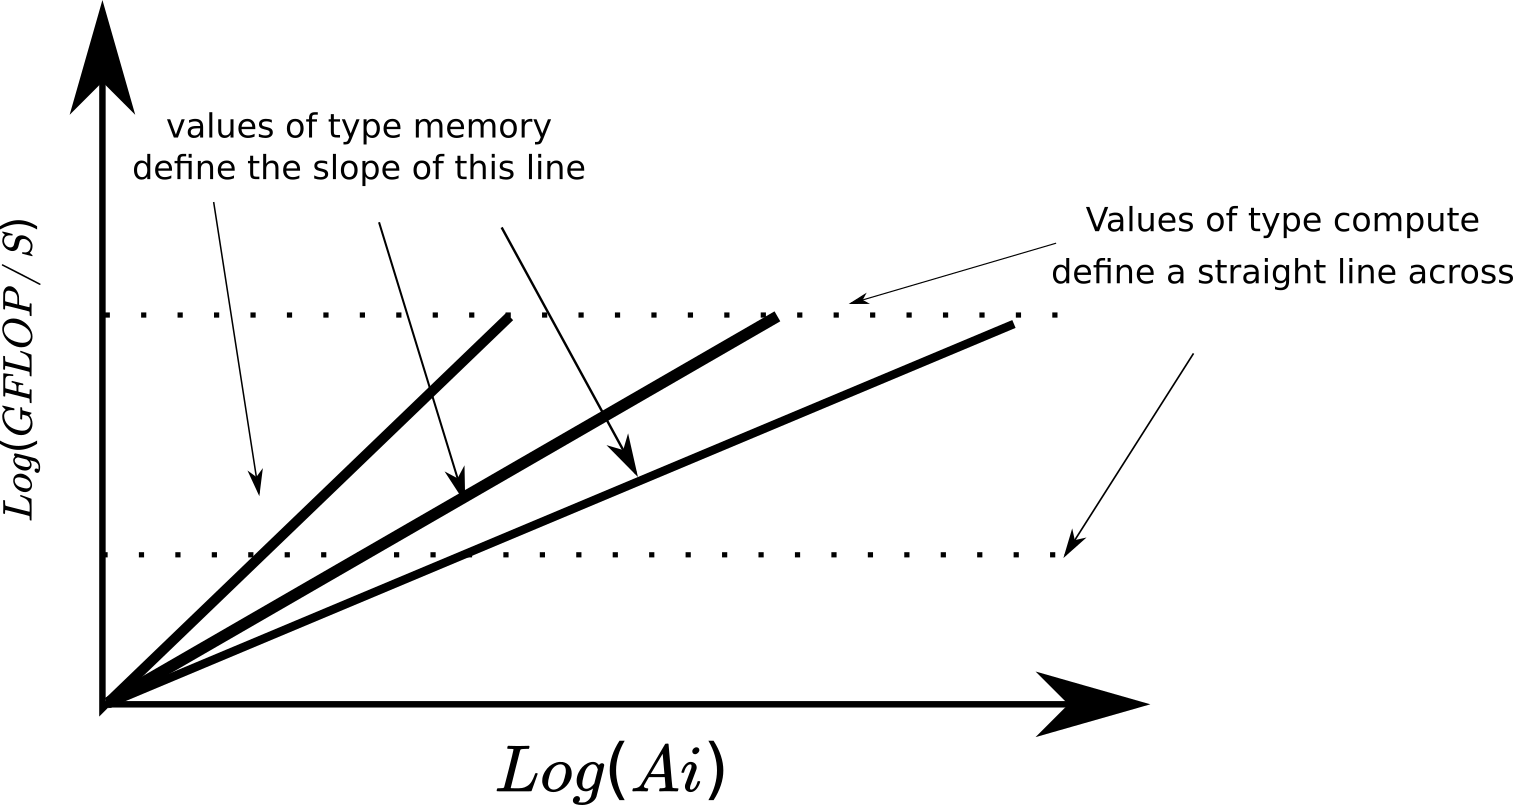 values of type memory
define the slope of this line
Values of type compute
define a straight line across
Log(GFLOP/S)
Log(Ai)